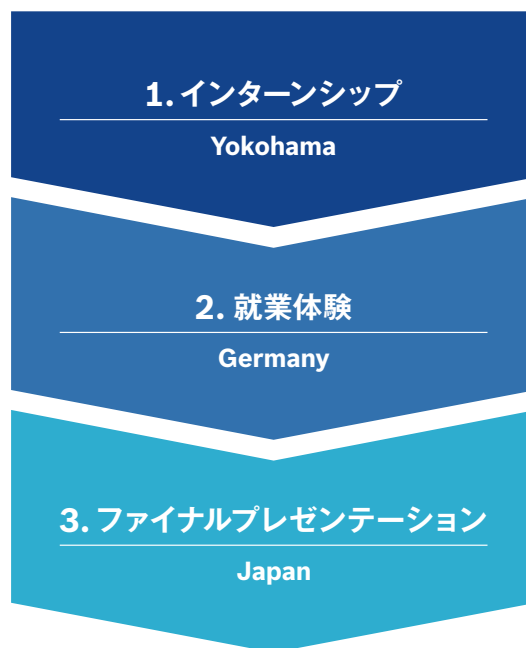 1. インターンシップ
Yokohama
2. 就業体験
Germany
3. ファイナルプレゼンテーション
Japan